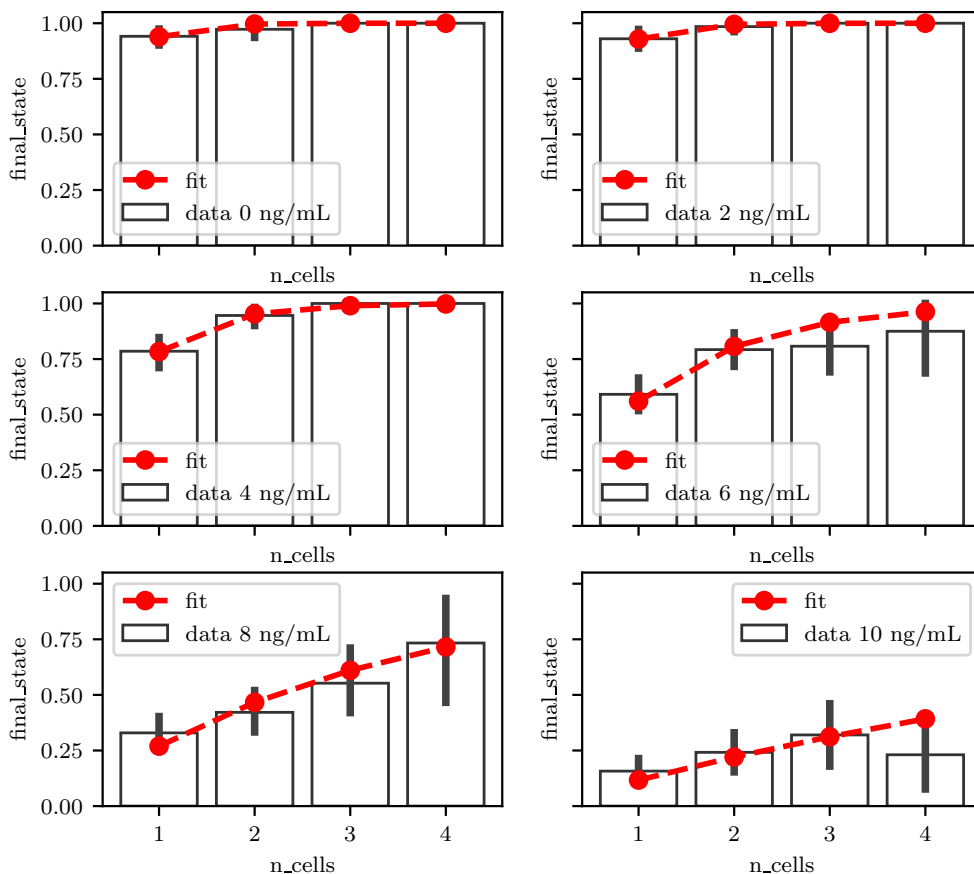 1.00
0.75
0.50
0.25
0.00
final_state
fit
data 0 ng/mL
n_cells
final_state
fit
data 2 ng/mL
n_cells
1.00
0.75
0.50
0.25
0.00
final_state
fit
data 4 ng/mL
n_cells
final_state
fit
data 6 ng/mL
n_cells
1.00
0.75
0.50
0.25
0.00
final_state
fit
data 8 ng/mL
1 2 3 4
n_cells
final_state
fit
data 10 ng/mL
1 2 3 4
n_cells